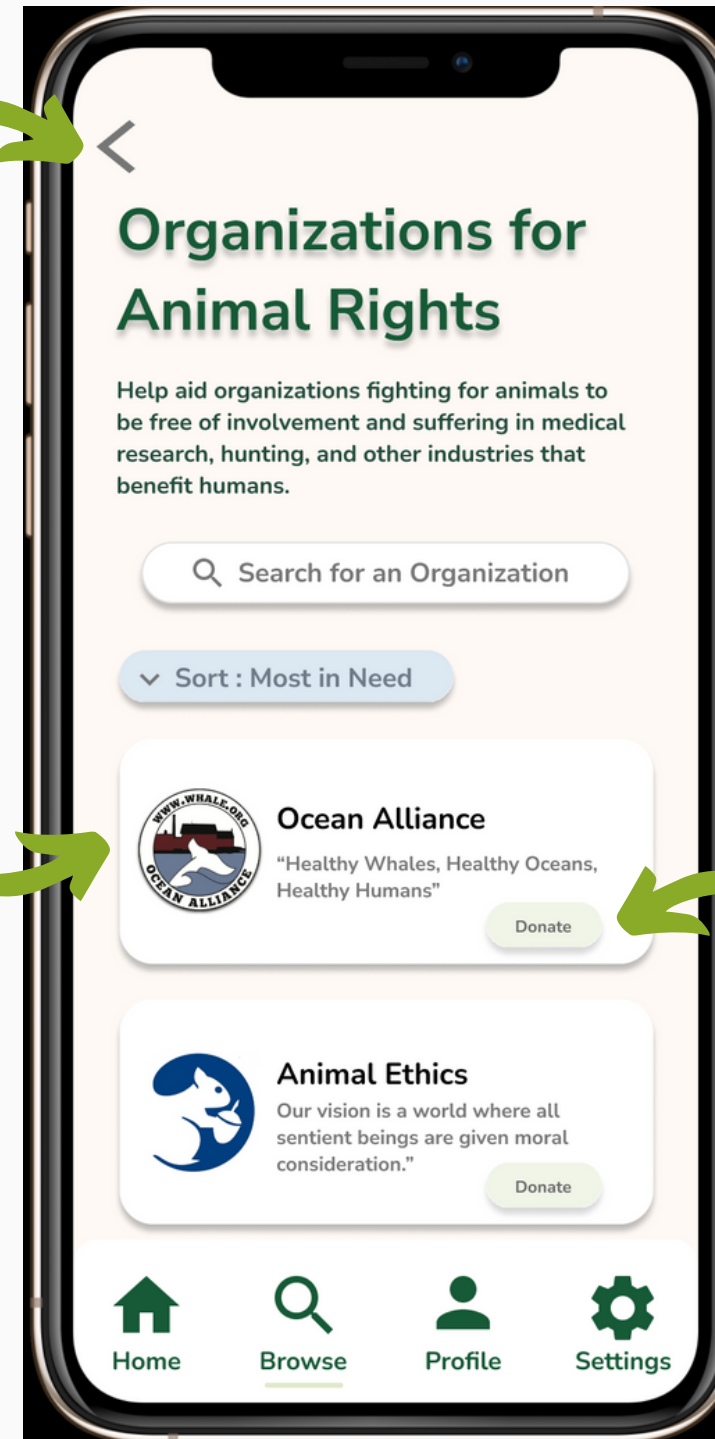 Organizations for
Animal Rights
Help aid organizations fighting for animals to
be free of involvement and suffering in medical
research, hunting, and other industries that
benefit humans.
Search for an Organization
Sort : Most in Need
WWW.WHALE.ORG
OCEAN ALLIANCE
Ocean Alliance
“Healthy Whales, Healthy Oceans,
Healthy Humans”
Donate
Animal Ethics
Our vision is a world where all
sentient beings are given moral
consideration.”
Donate
Home
Browse
Profile
Settings